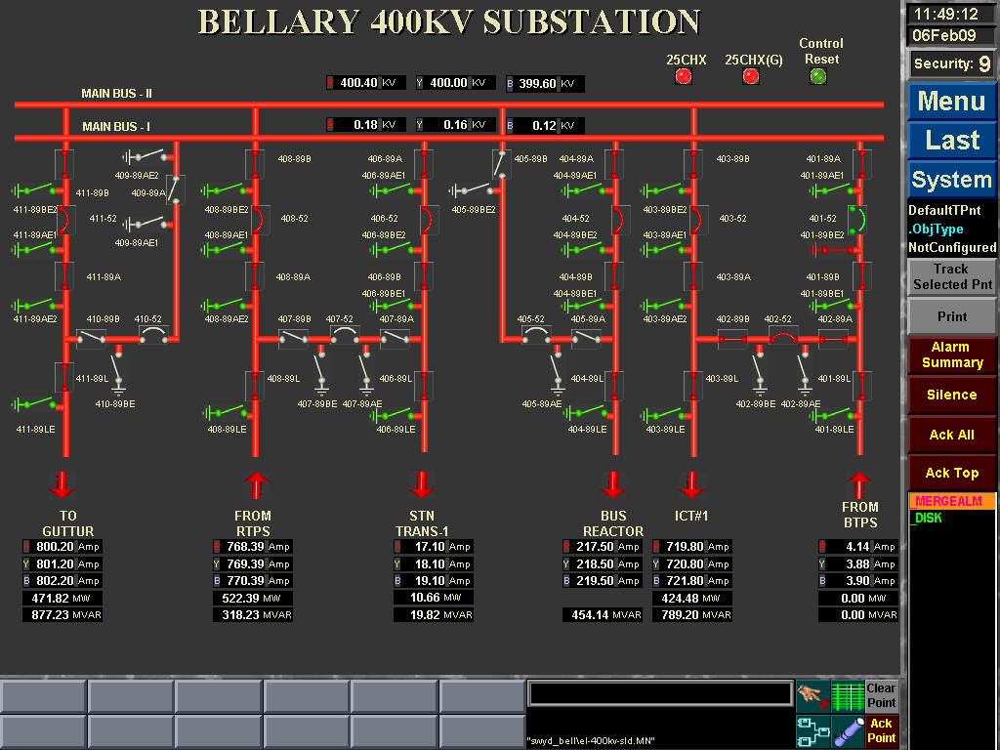 BELLARY 400KV SUBSTATION
11:49:12
06Feb09
Security: 9
Menu
Last
System
DefaultTPnt
.ObjType
NotConfigured
Track
Selected Pnt
Print
Alarm
Summary
Silence
Ack All
Ack Top
MERGEALM
DISK
25CHX
25CHX(G)
Control
Reset
MAIN BUS - II
R 400.40 KV
Y 400.00 KV
B 399.60 KV
MAIN BUS - I
R 0.18 KV
Y 0.16 KV
B 0.12 KV
409-89AE2
408-89B
406-89A
405-89B
404-89A
403-89B
401-89A
406-89AE1
404-89AE1
401-89AE1
411-89B
409-89A
411-89BE2
408-89BE2
405-89BE2
403-89BE2
411-52
408-52
406-52
404-52
403-52
401-52
411-89AE1
409-89AE1
408-89AE1
406-89BE2
404-89BE2
403-89AE1
401-89BE2
411-89A
408-89A
406-89B
404-89B
403-89A
401-89B
406-89BE1
404-89BE1
401-89BE1
411-89AE2
410-89B
410-52
408-89AE2
407-89B
407-52
407-89A
405-52
405-89A
403-89AE2
402-89B
402-52
402-89A
411-89L
408-89L
406-89L
404-89L
403-89L
401-89L
410-89BE
407-89BE
407-89AE
405-89AE
402-89BE
402-89AE
411-89LE
408-89LE
406-89LE
404-89LE
403-89LE
401-89LE
TO
GUTTUR
R 800.20 Amp
Y 801.20 Amp
B 802.20 Amp
471.82 MW
877.23 MVAR
FROM
RTPS
R 768.39 Amp
Y 769.39 Amp
B 770.39 Amp
522.39 MW
318.23 MVAR
STN
TRANS-1
R 17.10 Amp
Y 18.10 Amp
B 19.10 Amp
10.66 MW
19.82 MVAR
BUS
REACTOR
R 217.50 Amp
Y 218.50 Amp
B 219.50 Amp
454.14 MVAR
ICT#1
R 719.80 Amp
Y 720.80 Amp
B 721.80 Amp
424.48 MW
789.20 MVAR
FROM
BTPS
R 4.14 Amp
Y 3.88 Amp
B 3.90 Amp
0.00 MW
0.00 MVAR
Clear
Point
Ack
Point